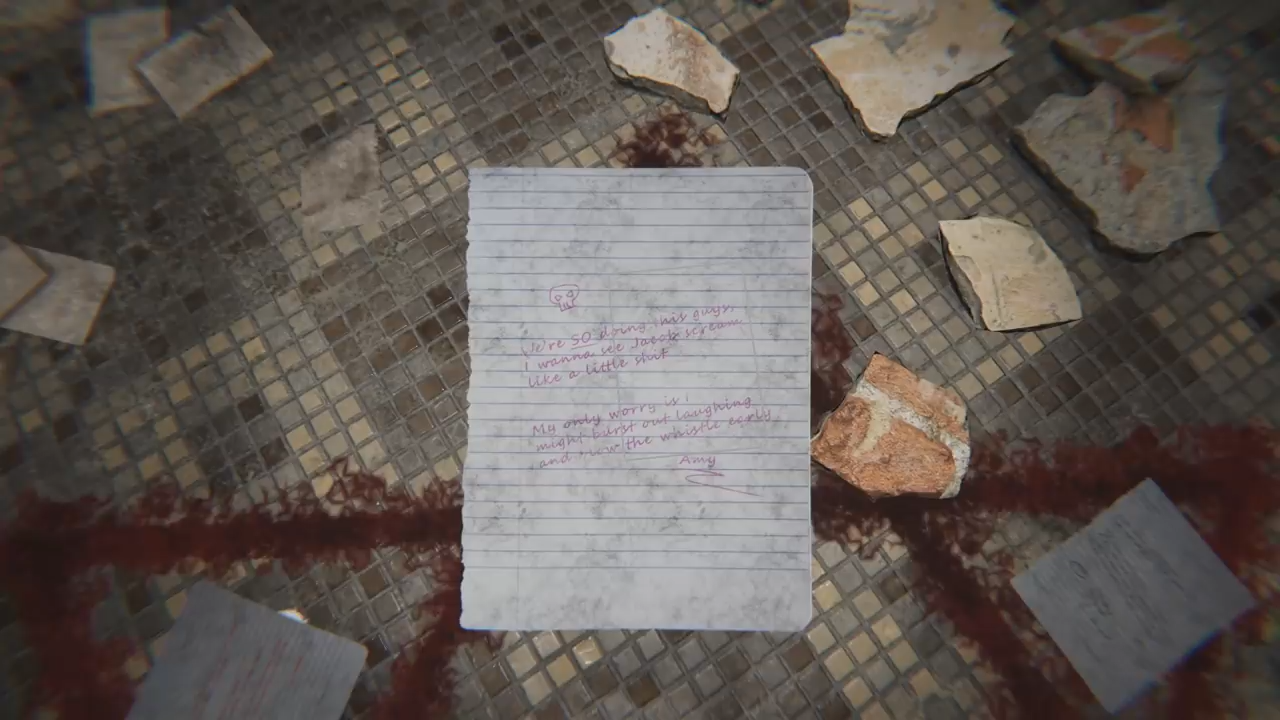 We're SO doing this guys,
I wanna see Jacob scream
like a little shit
My only worry is I
might burst out laughing
and blow the whistle early
Amy